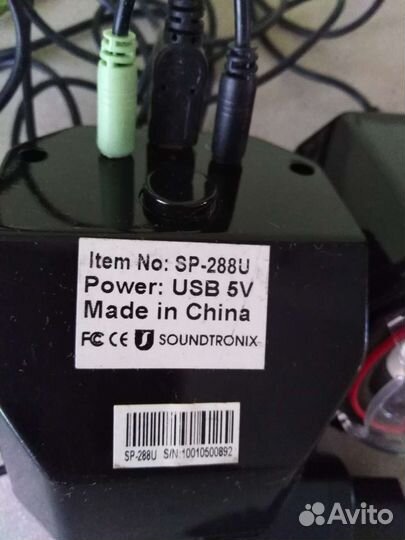 Item No: SP-288U
Power: USB 5V
Made in China
FC CE SOUNDTRONIX
SP-288U S/N:10010500892
Avito